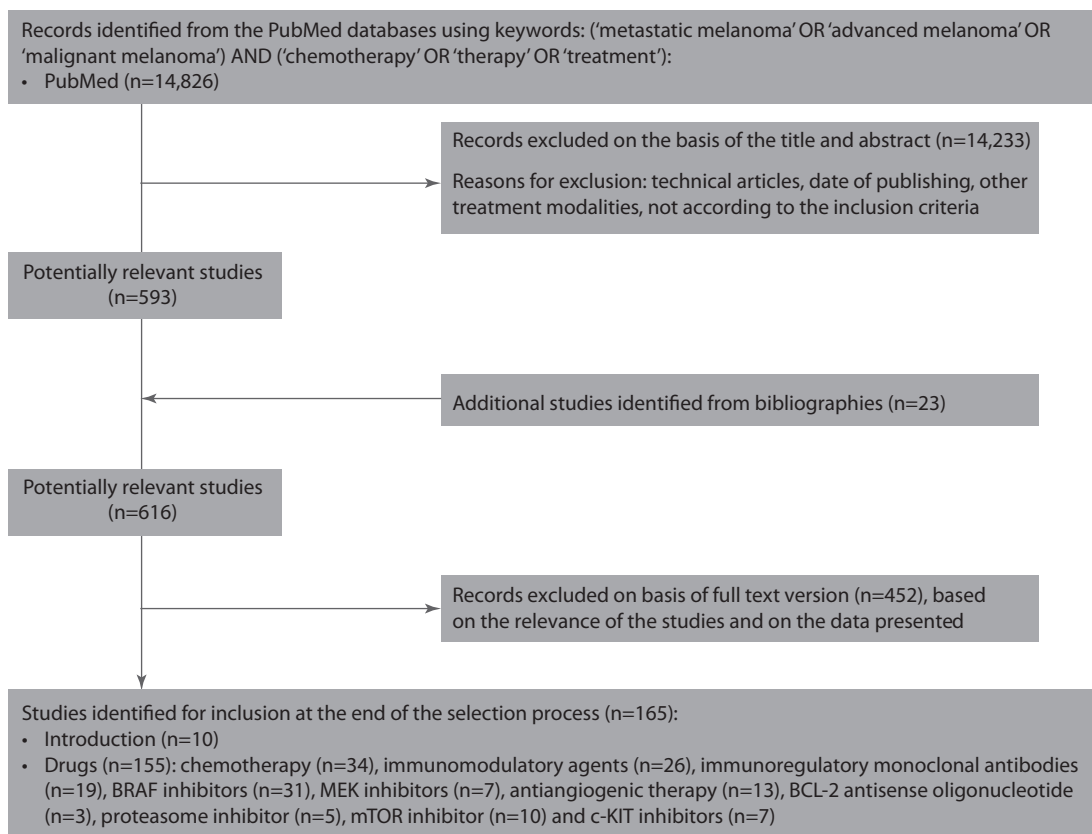 Records identified from the PubMed databases using keywords: (‘metastatic melanoma’ OR ‘advanced melanoma’ OR
‘malignant melanoma’) AND (‘chemotherapy’ OR ‘therapy’ OR ‘treatment’):
• PubMed (n=14,826)
Records excluded on the basis of the title and abstract (n=14,233)
Reasons for exclusion: technical articles, date of publishing, other
treatment modalities, not according to the inclusion criteria
Potentially relevant studies
(n=593)
Additional studies identified from bibliographies (n=23)
Potentially relevant studies
(n=616)
Records excluded on basis of full text version (n=452), based
on the relevance of the studies and on the data presented
Studies identified for inclusion at the end of the selection process (n=165):
• Introduction (n=10)
• Drugs (n=155): chemotherapy (n=34), immunomodulatory agents (n=26), immunoregulatory monoclonal antibodies
(n=19), BRAF inhibitors (n=31), MEK inhibitors (n=7), antiangiogenic therapy (n=13), BCL-2 antisense oligonucleotide
(n=3), proteasome inhibitor (n=5), mTOR inhibitor (n=10) and c-KIT inhibitors (n=7)